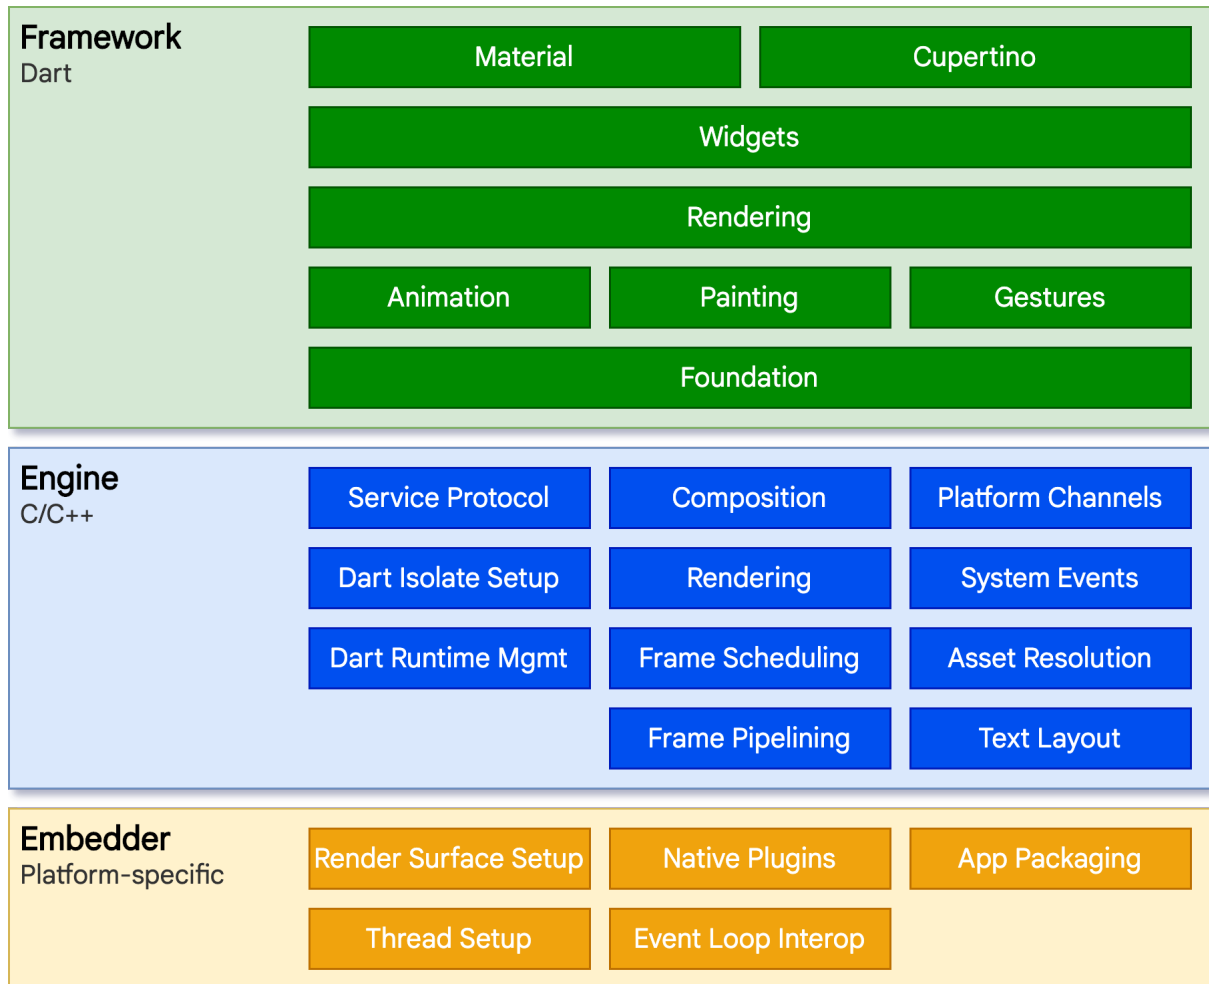 Framework
Dart
Material
Cupertino
Widgets
Rendering
Animation
Painting
Gestures
Foundation
Engine
C/C++
Service Protocol
Composition
Platform Channels
Dart Isolate Setup
Rendering
System Events
Dart Runtime Mgmt
Frame Scheduling
Asset Resolution
Frame Pipelining
Text Layout
Embedder
Platform-specific
Render Surface Setup
Native Plugins
App Packaging
Thread Setup
Event Loop Interop